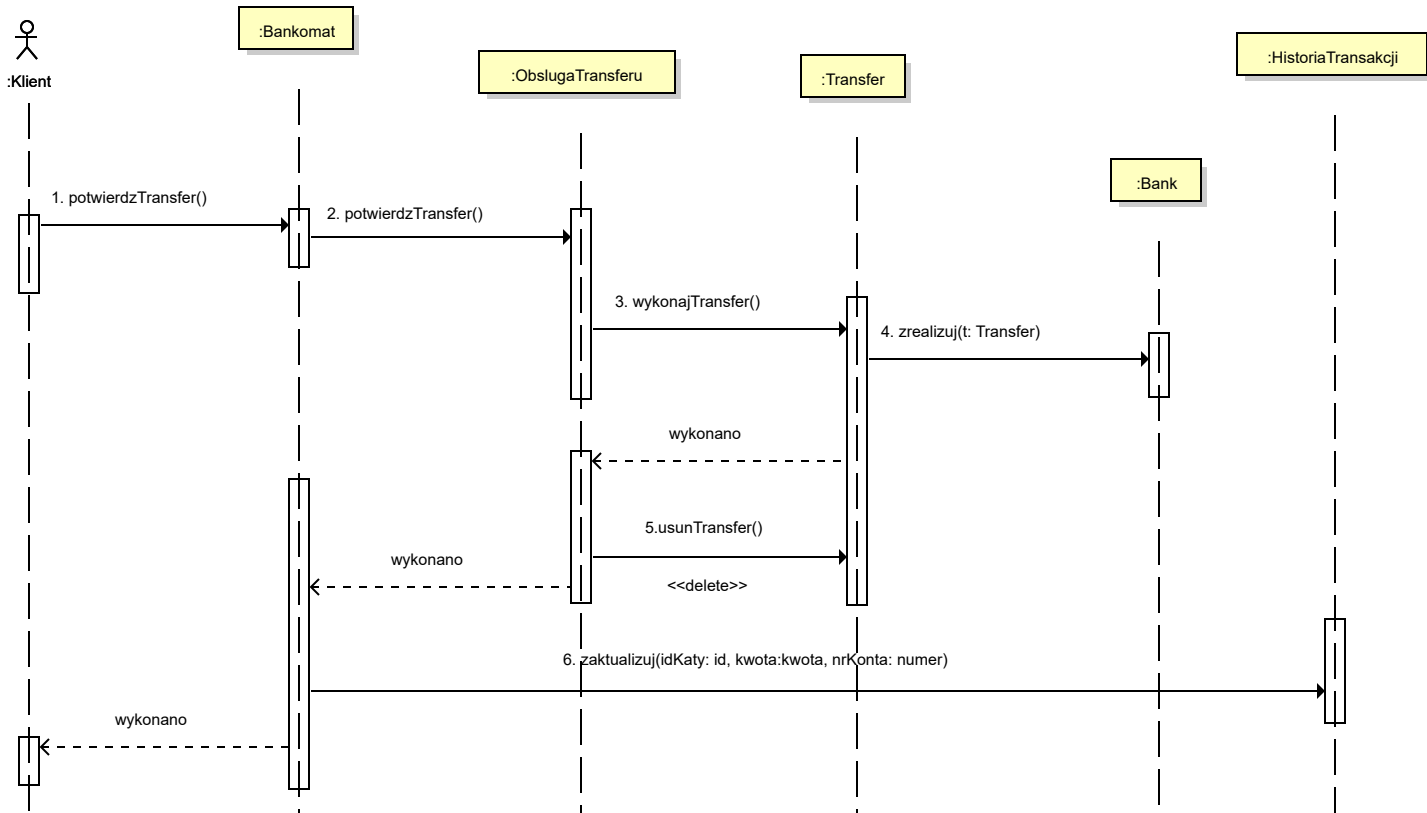 :Bankomat
:HistoriaTransakcji
:ObslugaTransferu
:Transfer
:Klient
:Bank
1. potwierdzTransfer()
2. potwierdzTransfer()
3. wykonajTransfer()
4. zrealizuj(t: Transfer)
wykonano
5.usunTransfer()
wykonano
<<delete>>
6. zaktualizuj(idKaty: id, kwota:kwota, nrKonta: numer)
wykonano